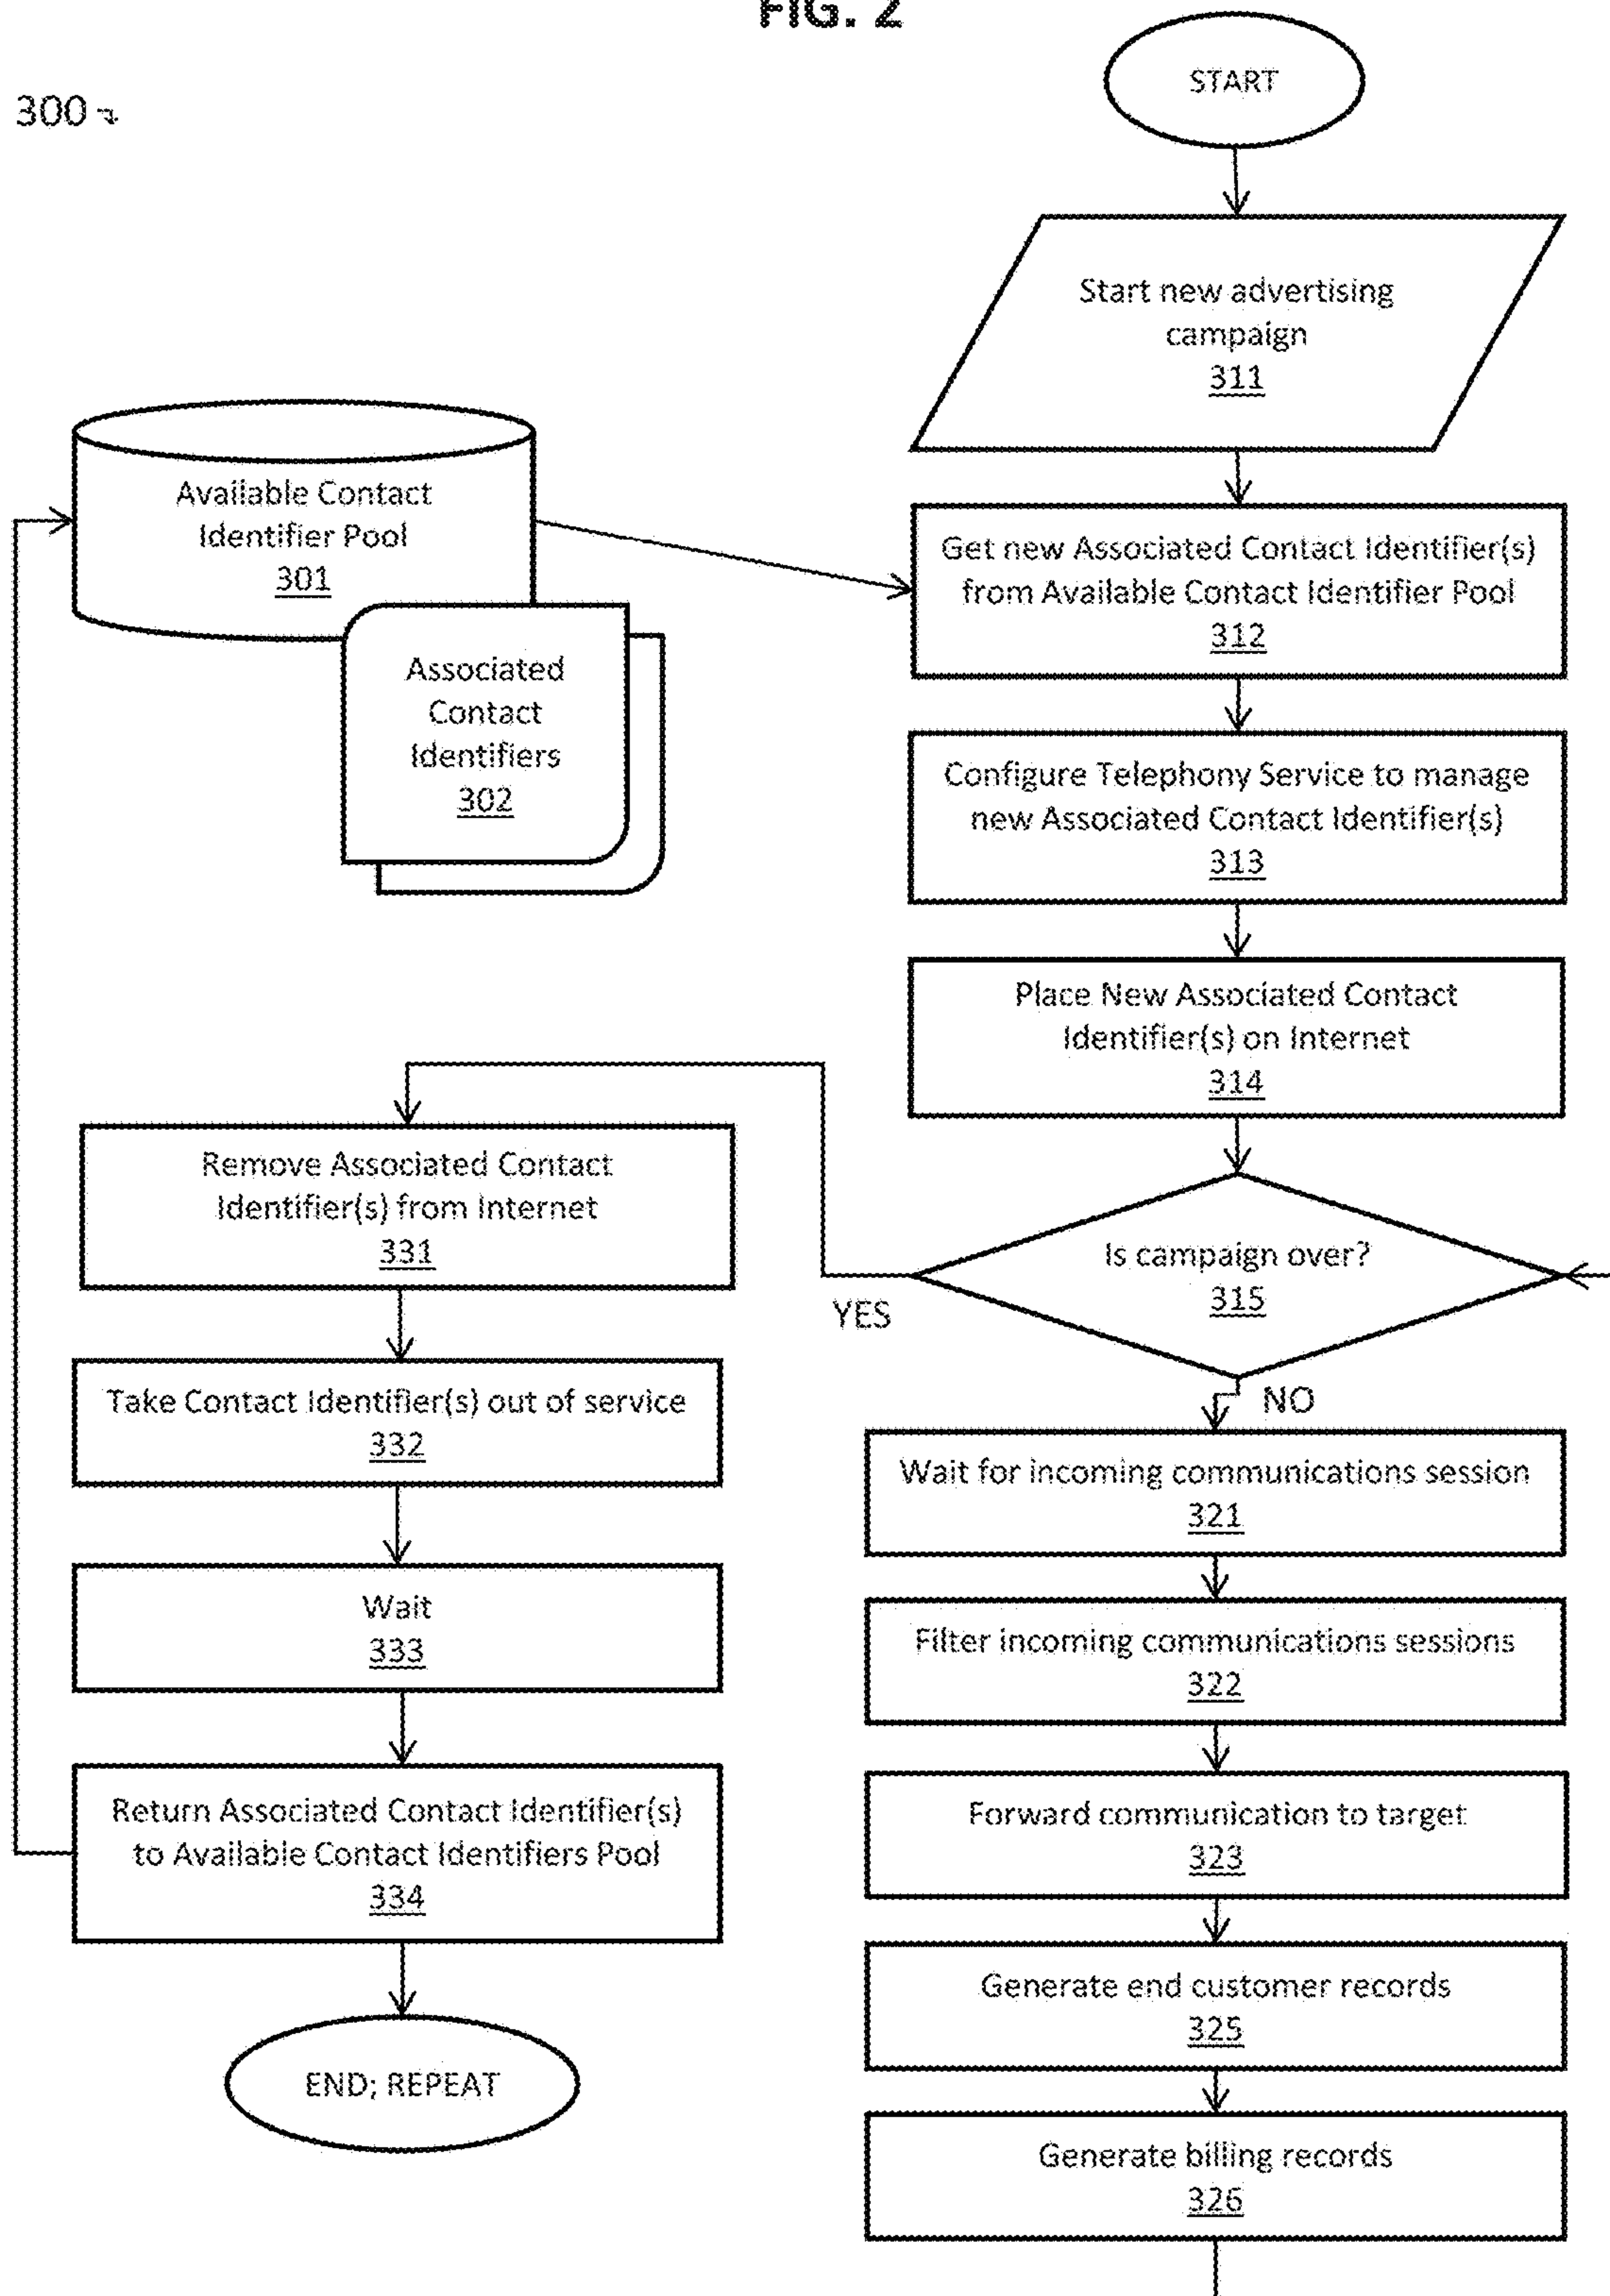 FIG. 2
300
START
Start new advertising
campaign
311
Available Contact
Identifier Pool
301
Associated
Contact
Identifiers
302
Get new Associated Contact Identifier(s)
from Available Contact Identifier Pool
312
Configure Telephony Service to manage
new Associated Contact Identifier(s)
313
Place New Associated Contact
Identifier(s) on Internet
314
Is campaign over?
315
YES
NO
Remove Associated Contact
Identifier(s) from Internet
331
Take Contact Identifier(s) out of service
332
Wait
333
Return Associated Contact Identifier(s)
to Available Contact Identifiers Pool
334
END; REPEAT
Wait for incoming communications session
321
Filter incoming communications sessions
322
Forward communication to target
323
Generate end customer records
325
Generate billing records
326